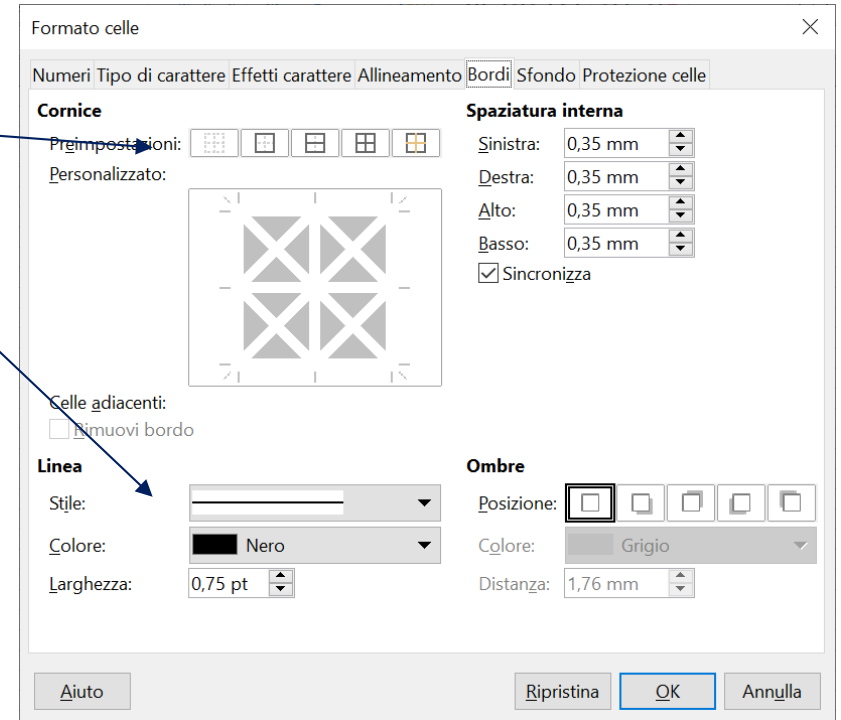 Formato celle
Numeri Tipo di carattere Effetti carattere Allineamento Bordi Sfondo Protezione celle
Cornice
Preimpostazioni:
Personalizzato:
Celle adiacenti:
Rimuovi bordo
Spaziatura interna
Sinistra: 0,35 mm
Destra: 0,35 mm
Alto: 0,35 mm
Basso: 0,35 mm
Sincronizza
Linea
Stile:
Colore: Nero
Larghezza: 0,75 pt
Ombre
Posizione:
Colore: Grigio
Distanza: 1,76 mm
Aiuto Ripristina OK Annulla